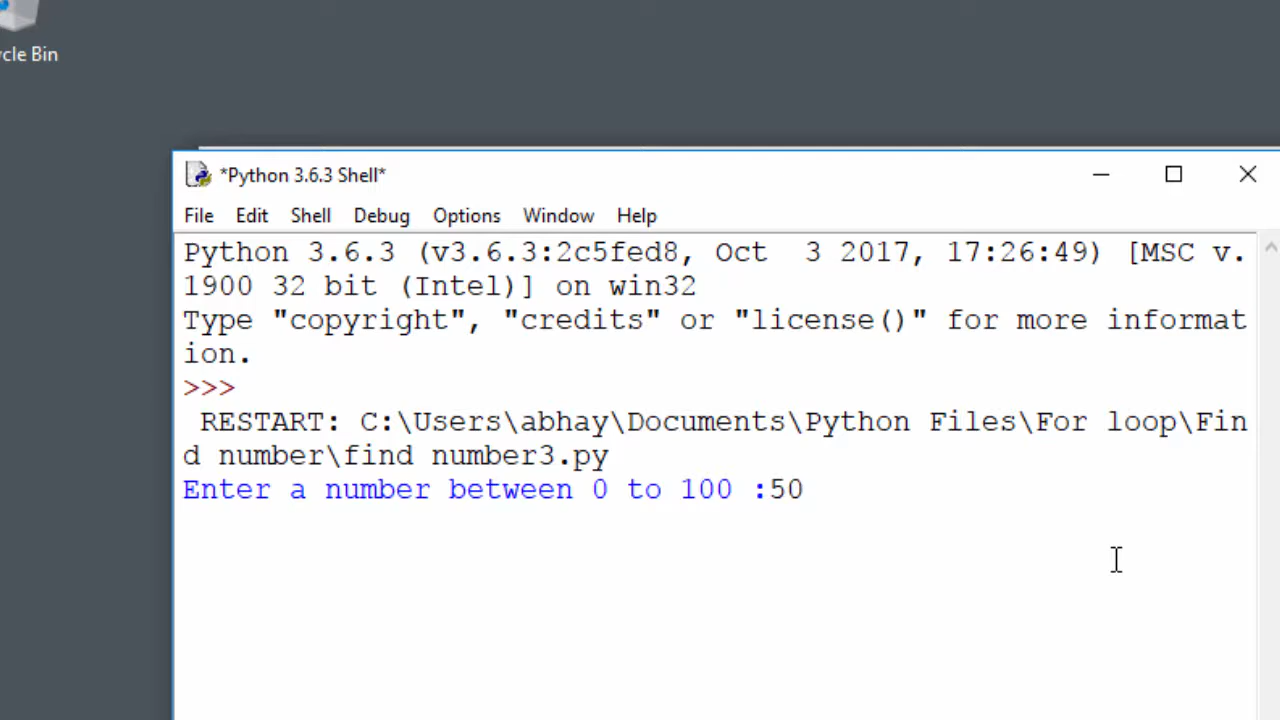 cle Bin
*Python 3.6.3 Shell*
File Edit Shell Debug Options Window Help
Python 3.6.3 (v3.6.3:2c5fed8, Oct  3 2017, 17:26:49) [MSC v.
1900 32 bit (Intel)] on win32
Type "copyright", "credits" or "license()" for more informat
ion.
>>>
 RESTART: C:\Users\abhay\Documents\Python Files\For loop\Fin
d number\find number3.py
Enter a number between 0 to 100 :50